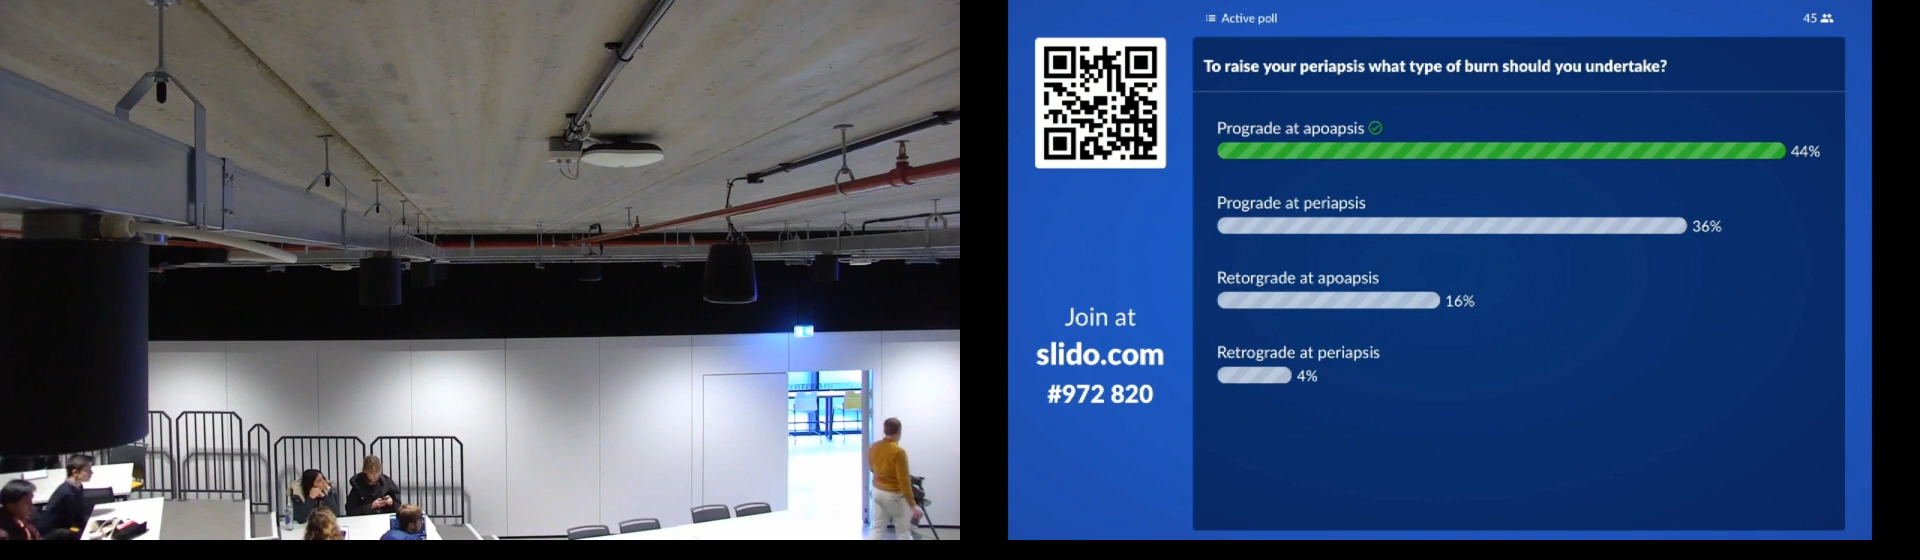 Active poll
45
To raise your periapsis what type of burn should you undertake?
Prograde at apoapsis
44%
Prograde at periapsis
36%
Retorgrade at apoapsis
16%
Retrograde at periapsis
4%
Join at
slido.com
#972 820